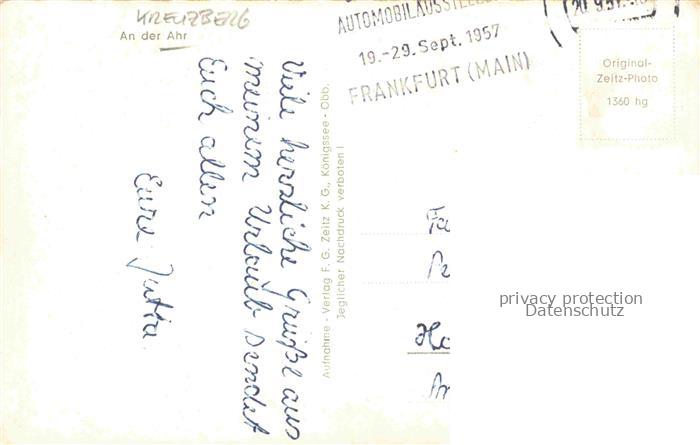 KREUZBERG
An der Ahr
AUTOMOBILAUSSTELLU
19.-29. Sept. 1957
FRANKFURT (MAIN)
Original-
Zeitz-Photo
1360 hg
Viele herzliche Grüße aus
meinem Urlaub sendet
Euch allen
Eure Jutta.
Aufnahme - Verlag F. G. Zeitz K. G., Königssee - Obb.
Jeglicher Nachdruck verboten!
privacy protection
Datenschutz